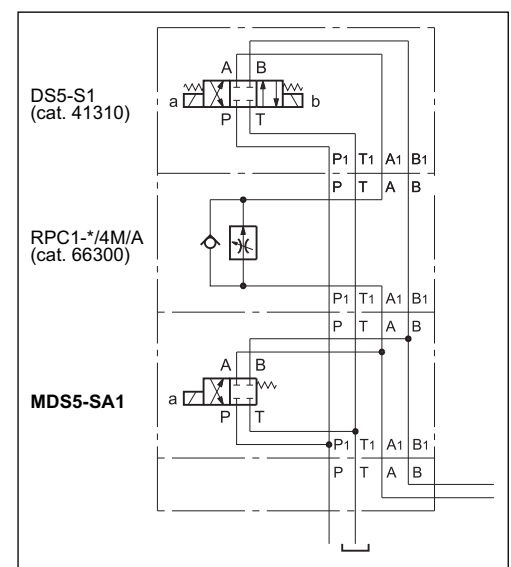 A B
DS5-S1
(cat. 41310)
a b
P T
P1 T1 A1 B1
P T A B
RPC1-*/4M/A
(cat. 66300)
P1 T1 A1 B1
P T A B
A B
MDS5-SA1
a
P T
P1 T1 A1 B1
P T A B